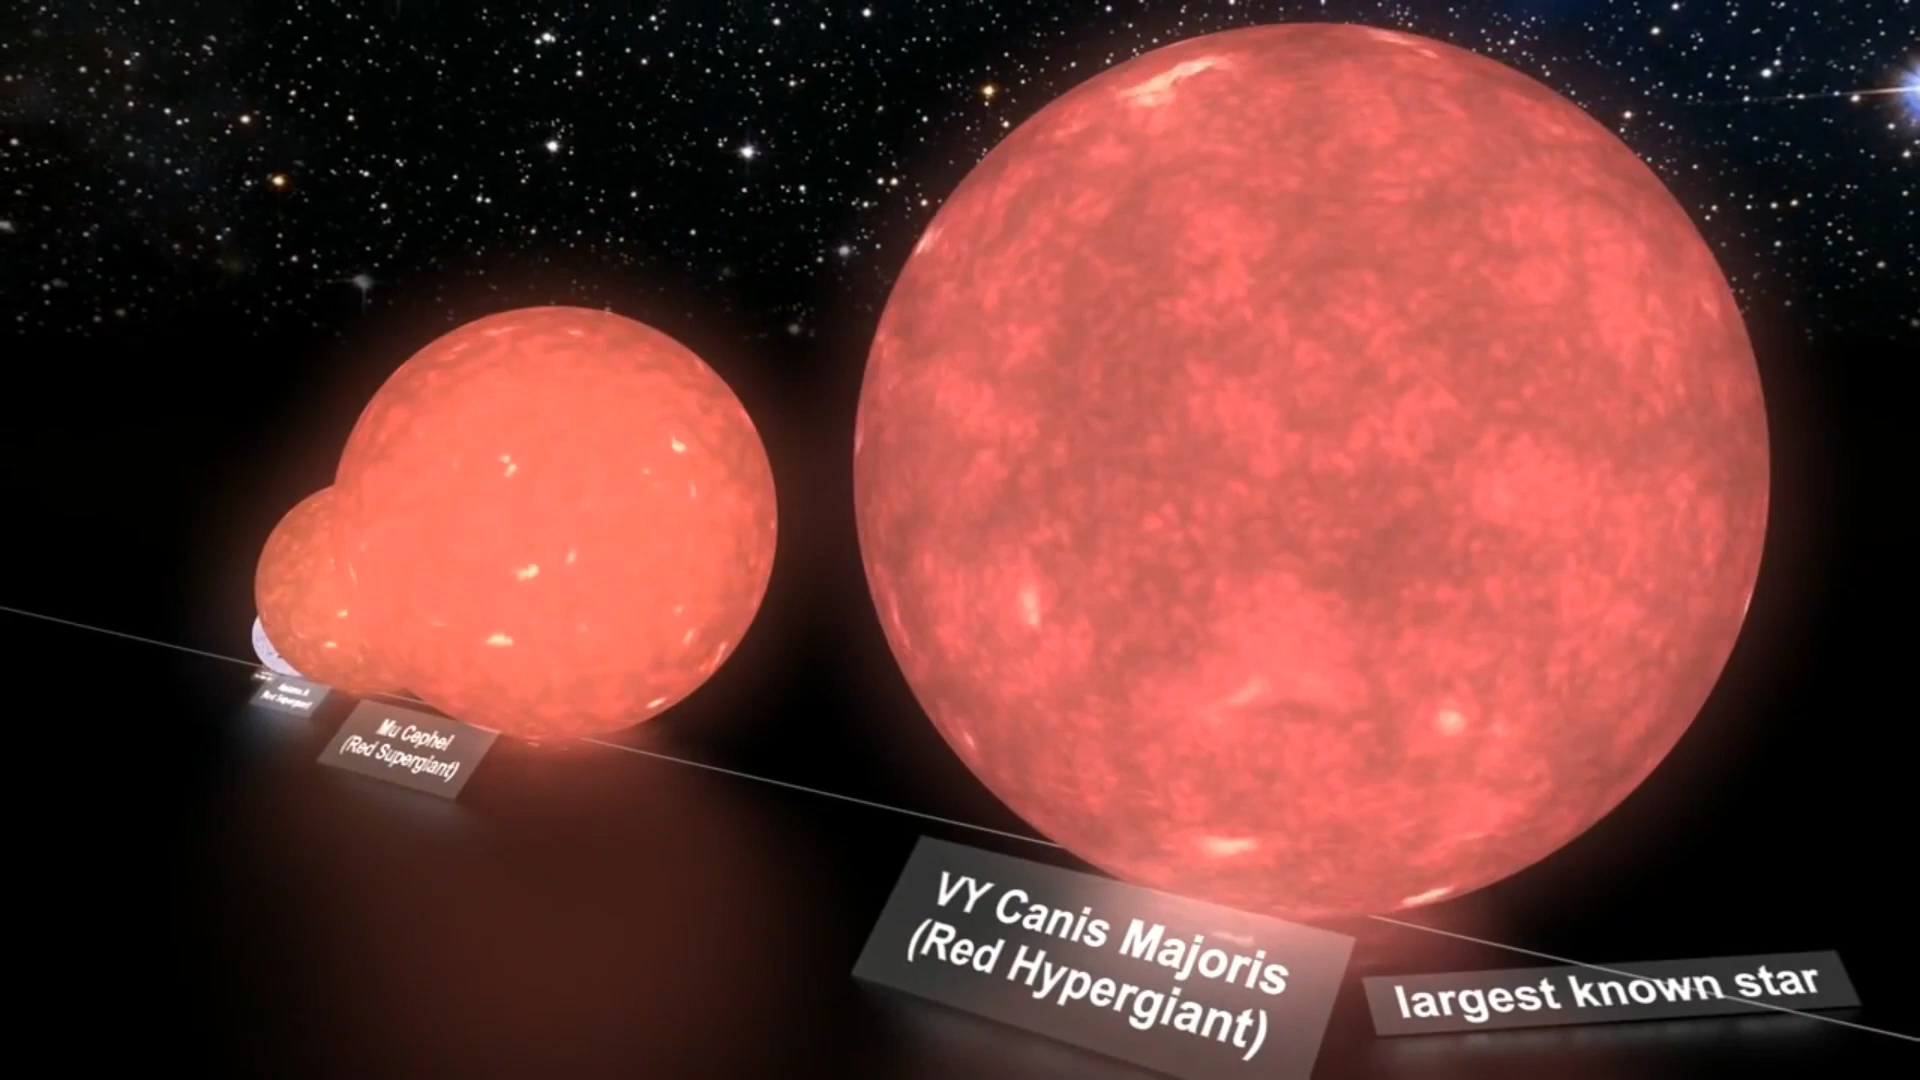 Mu Cephei
(Red Supergiant)
VY Canis Majoris
(Red Hypergiant)
largest known star